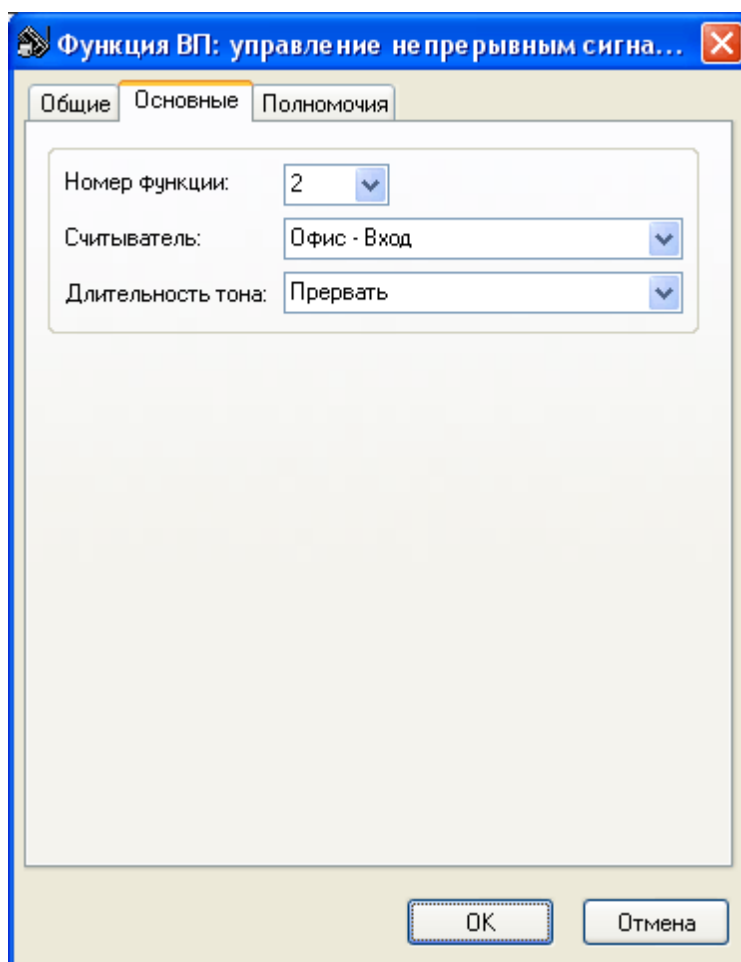 Функция ВП: управление непрерывным сигна...
Общие Основные Полномочия
Номер функции: 2
Считыватель: Офис - Вход
Длительность тона: Прервать
OK Отмена